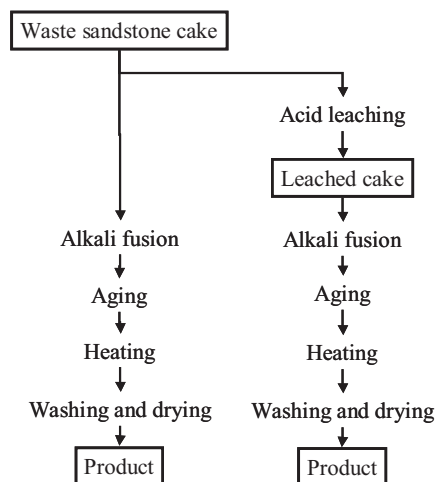 Waste sandstone cake
Acid leaching
Leached cake
Alkali fusion
Alkali fusion
Aging
Aging
Heating
Heating
Washing and drying
Washing and drying
Product
Product